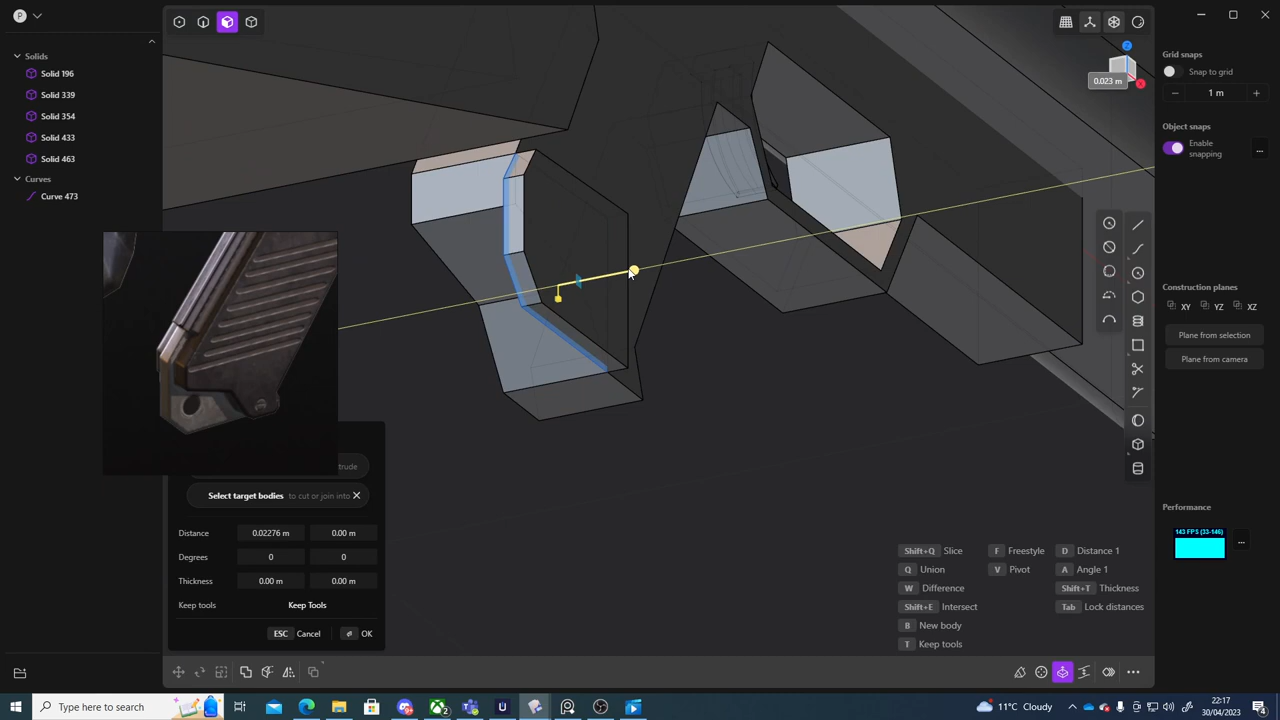 P
Solids
Solid 196
Solid 339
Solid 354
Solid 433
Solid 463
Curves
Curve 473
0.023 m
Z
Grid snaps
Snap to grid
1 m
Object snaps
Enable
snapping
...
Construction planes
XY YZ XZ
Plane from selection
Plane from camera
Performance
143 FPS (33-146)
...
Select target bodies to cut or join into
Distance 0.02276 m 0.00 m
Degrees 0 0
Thickness 0.00 m 0.00 m
Keep tools Keep Tools
ESC Cancel OK
Shift+Q Slice F Freestyle D Distance 1
Q Union V Pivot A Angle 1
W Difference Shift+T Thickness
Shift+E Intersect Tab Lock distances
B New body
T Keep tools
Type here to search
11°C Cloudy
22:17
30/04/2023